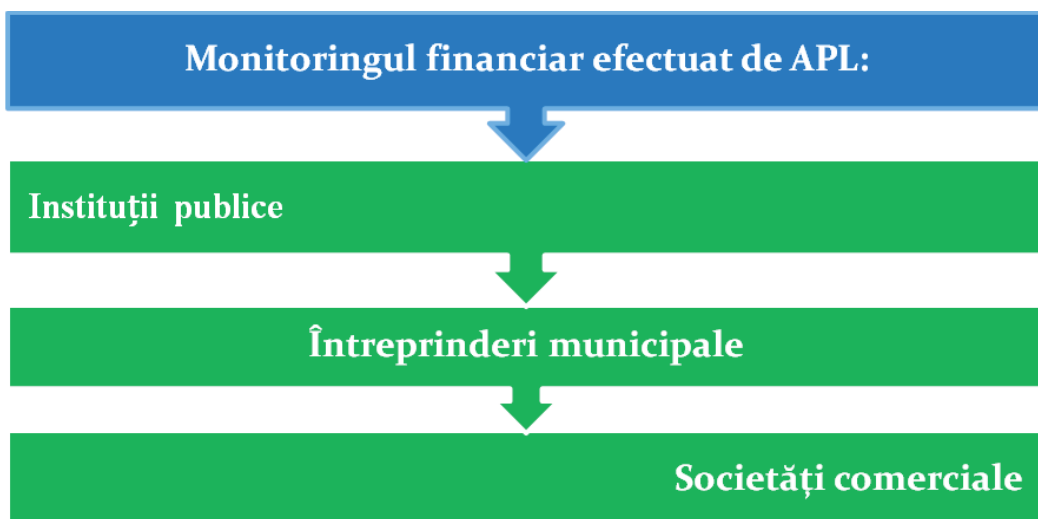 Monitoringul financiar efectuat de APL:
Instituții publice
Întreprinderi municipale
Societăți comerciale